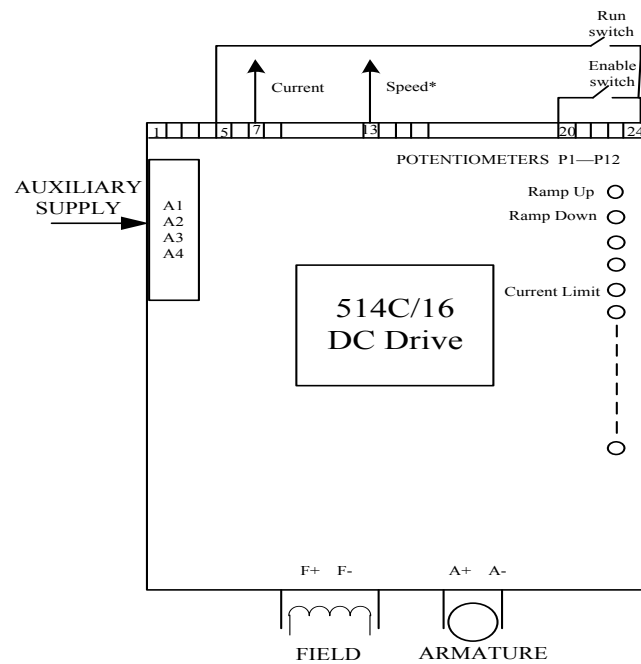 Run
switch
Enable
switch
Current
Speed*
1 5 7 13 20 24
POTENTIOMETERS P1—P12
AUXILIARY
SUPPLY
A1
A2
A3
A4
Ramp Up
Ramp Down
Current Limit
514C/16
DC Drive
F+ F- A+ A-
FIELD ARMATURE